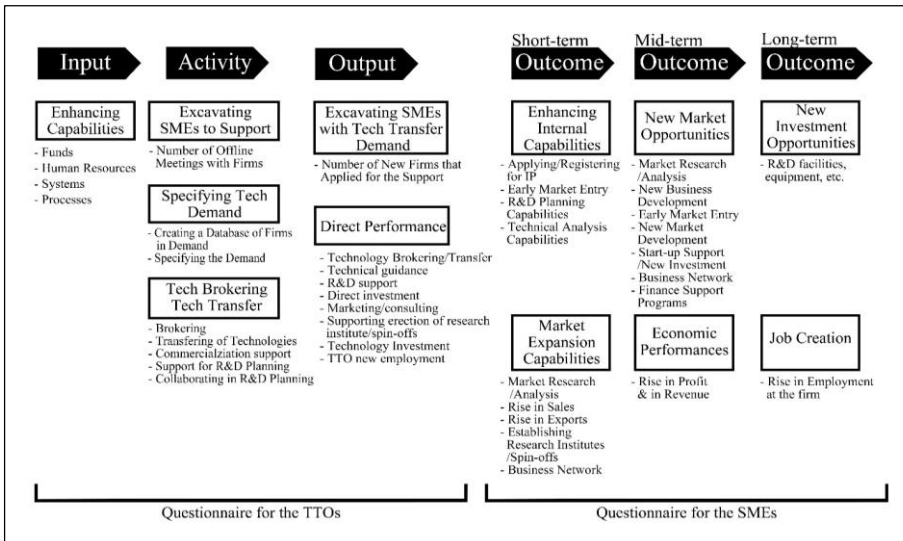 Input
Enhancing
Capabilities
- Funds
- Human Resources
- Systems
- Processes
Activity
Excavating
SMEs to Support
- Number of Offline
Meetings with Firms
Specifying Tech
Demand
- Creating a Database of Firms
in Demand
- Specifying the Demand
Tech Brokering
Tech Transfer
- Brokering
- Transfering of Technologies
- Commercialziation support
- Support for R&D Planning
- Collaborating in R&D Planning
Output
Excavating SMEs
with Tech Transfer
Demand
- Number of New Firms that
Applied for the Support
Direct Performance
- Technology Brokering/Transfer
- Technical guidance
- R&D support
- Direct investment
- Marketing/consulting
- Supporting erection of research
institute/spin-offs
- Technology Investment
- TTO new employment
Short-term
Outcome
Enhancing
Internal
Capabilities
- Applying/Registering
for IP
- Early Market Entry
- R&D Planning
Capabilities
- Technical Analysis
Capabilities
Market
Expansion
Capabilities
- Market Research
/Analysis
- Rise in Sales
- Rise in Exports
- Establishing
Research Institutes
/Spin-offs
- Business Network
Mid-term
Outcome
New Market
Opportunities
- Market Research
/Analysis
- New Business
Development
- Early Market Entry
- New Market
Development
- Start-up Support
/New Investment
- Business Network
- Finance Support
Programs
Economic
Performances
- Rise in Profit
& in Revenue
Long-term
Outcome
New
Investment
Opportunities
- R&D facilities,
equipment, etc.
Job Creation
- Rise in Employment
at the firm
Questionnaire for the TTOs
Questionnaire for the SMEs